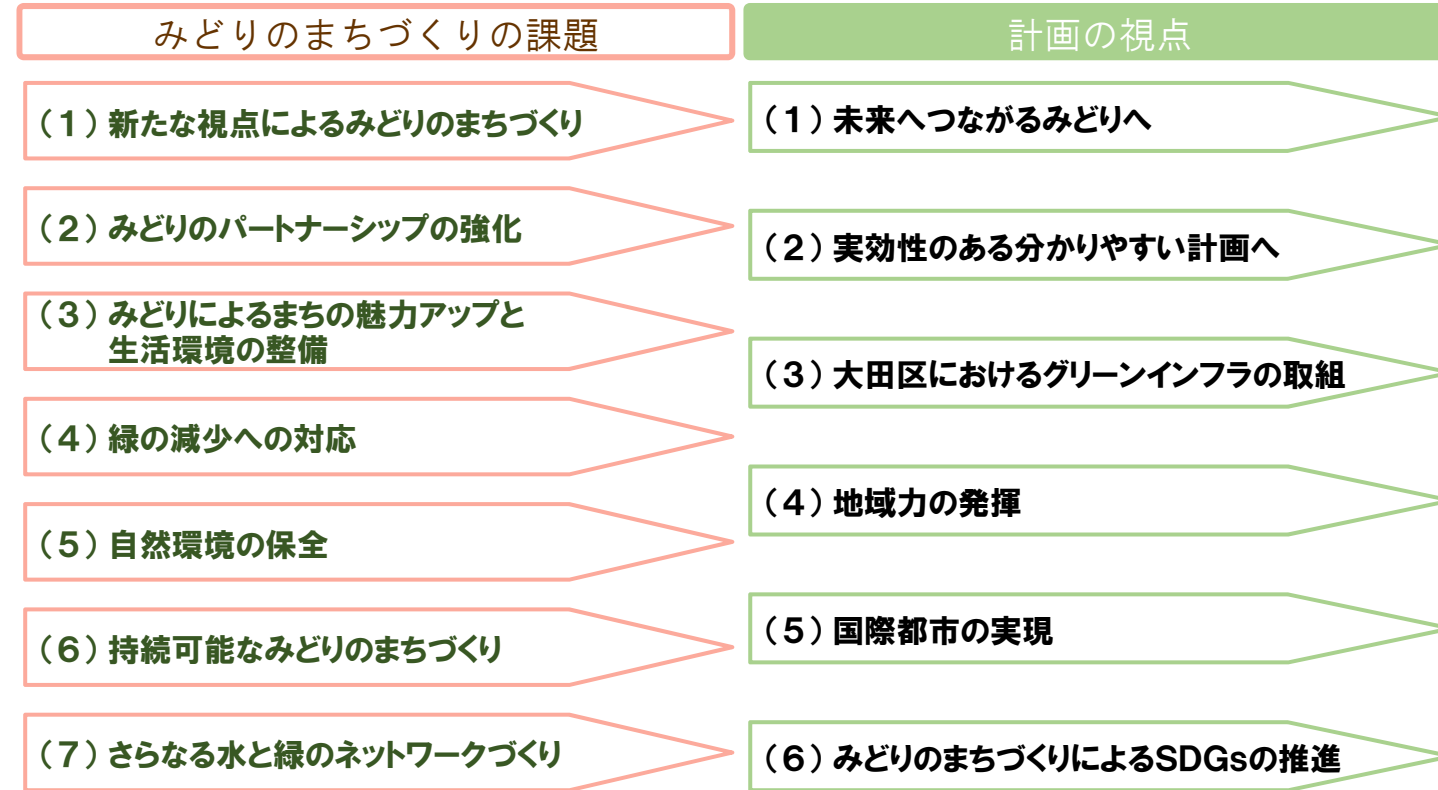 みどりのまちづくりの課題
（1）新たな視点によるみどりのまちづくり
（2）みどりのパートナーシップの強化
（3）みどりによるまちの魅力アップと
生活環境の整備
（4）緑の減少への対応
（5）自然環境の保全
（6）持続可能なみどりのまちづくり
（7）さらなる水と緑のネットワークづくり
計画の視点
（1）未来へつながるみどりへ
（2）実効性のある分かりやすい計画へ
（3）大田区におけるグリーンインフラの取組
（4）地域力の発揮
（5）国際都市の実現
（6）みどりのまちづくりによるSDGsの推進